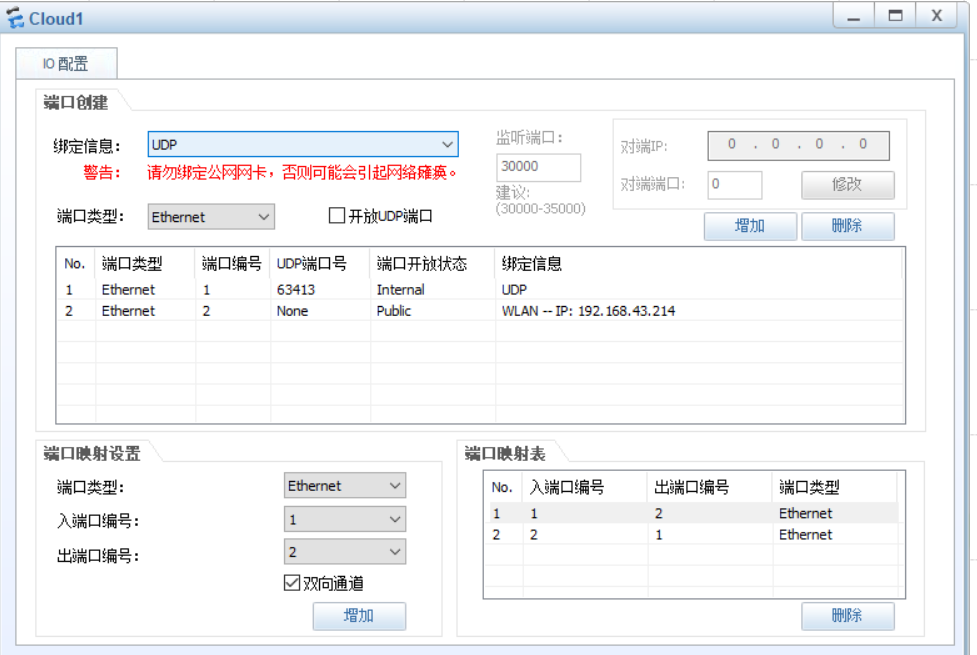 Cloud1
IO 配置
端口创建
绑定信息： UDP
警告： 请勿绑定公网网卡，否则可能会引起网络瘫痪。
端口类型： Ethernet 开放UDP端口
监听端口：
30000
建议:
(30000-35000)
对端IP: 0 . 0 . 0 . 0
对端端口: 0 修改
增加 删除
No. 端口类型 端口编号 UDP端口号 端口开放状态 绑定信息
1 Ethernet 1 63413 Internal UDP
2 Ethernet 2 None Public WLAN -- IP: 192.168.43.214
端口映射设置
端口类型： Ethernet
入端口编号： 1
出端口编号： 2
双向通道
增加
端口映射表
No. 入端口编号 出端口编号 端口类型
1 1 2 Ethernet
2 2 1 Ethernet
删除